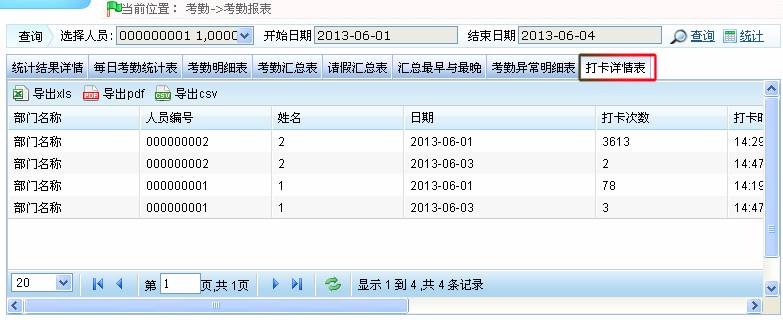 当前位置： 考勤->考勤报表
查询 选择人员: 000000001 1,0000 开始日期 2013-06-01 结束日期 2013-06-04 查询 统计
统计结果详情 每日考勤统计表 考勤明细表 考勤汇总表 请假汇总表 汇总最早与最晚 考勤异常明细表 打卡详情表
导出xls 导出pdf 导出csv
部门名称 人员编号 姓名 日期 打卡次数 打卡时
部门名称 000000002 2 2013-06-01 3613 14:29
部门名称 000000002 2 2013-06-03 2 14:47
部门名称 000000001 1 2013-06-01 78 14:19
部门名称 000000001 1 2013-06-03 3 14:47
20 第 1 页,共 1页 显示 1 到 4 ,共 4 条记录